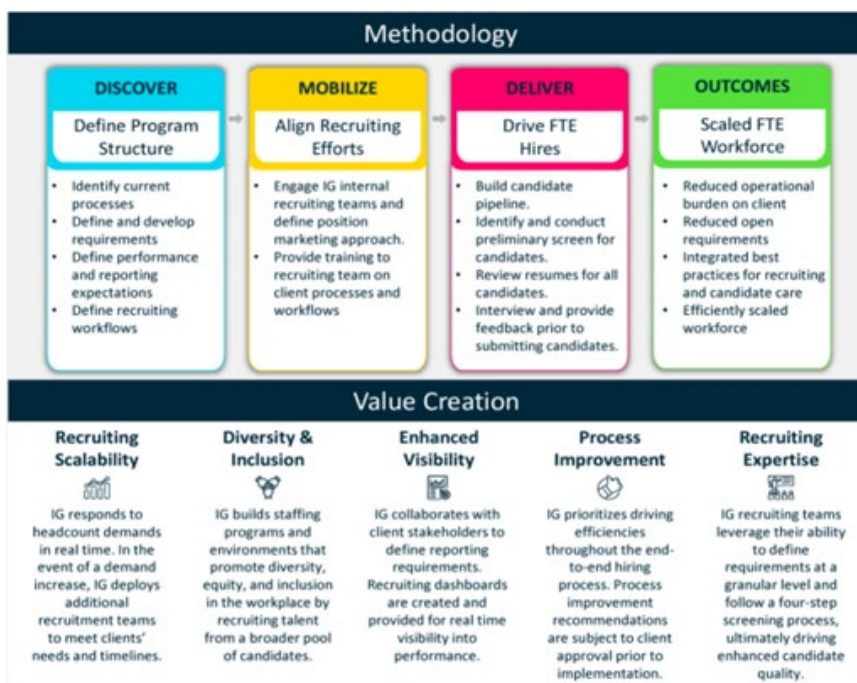 Methodology
DISCOVER
Define Program
Structure
• Identify current
processes
• Define and develop
requirements
• Define performance
and reporting
expectations
• Define recruiting
workflows
MOBILIZE
Align Recruiting
Efforts
• Engage IG internal
recruiting teams and
define position
marketing approach.
• Provide training to
recruiting team on
client processes and
workflows
DELIVER
Drive FTE
Hires
• Build candidate
pipeline.
• Identify and conduct
preliminary screen for
candidates.
• Review resumes for all
candidates.
• Interview and provide
feedback prior to
submitting candidates.
OUTCOMES
Scaled FTE
Workforce
• Reduced operational
burden on client
• Reduced open
requirements
• Integrated best
practices for recruiting
and candidate care
• Efficiently scaled
workforce
Value Creation
Recruiting
Scalability
IG responds to
headcount demands
in real time. In the
event of a demand
increase, IG deploys
additional
recruitment teams
to meet clients'
needs and timelines.
Diversity &
Inclusion
IG builds staffing
programs and
environments that
promote diversity,
equity, and inclusion
in the workplace by
recruiting talent
from a broader pool
of candidates.
Enhanced
Visibility
IG collaborates with
client stakeholders to
define reporting
requirements.
Recruiting dashboards
are created and
provided for real time
visibility into
performance.
Process
Improvement
IG prioritizes driving
efficiencies
throughout the end-
to-end hiring
process. Process
improvement
recommendations
are subject to client
approval prior to
implementation.
Recruiting
Expertise
IG recruiting teams
leverage their ability
to define
requirements at a
granular level and
follow a four-step
screening process,
ultimately driving
enhanced candidate
quality.